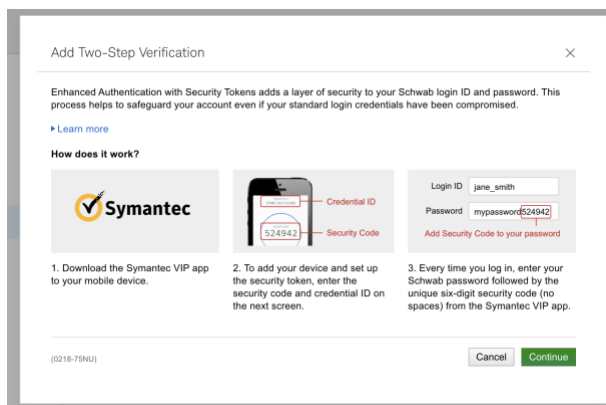 Add Two-Step Verification
Enhanced Authentication with Security Tokens adds a layer of security to your Schwab login ID and password. This
process helps to safeguard your account even if your standard login credentials have been compromised.
Learn more
How does it work?
Symantec
Credential ID
524942
Security Code
Login ID jane_smith
Password mypassword524942
Add Security Code to your password
1. Download the Symantec VIP app
to your mobile device.
2. To add your device and set up
the security token, enter the
security code and credential ID on
the next screen.
3. Every time you log in, enter your
Schwab password followed by the
unique six-digit security code (no
spaces) from the Symantec VIP app.
(0218-75NU)
Cancel
Continue